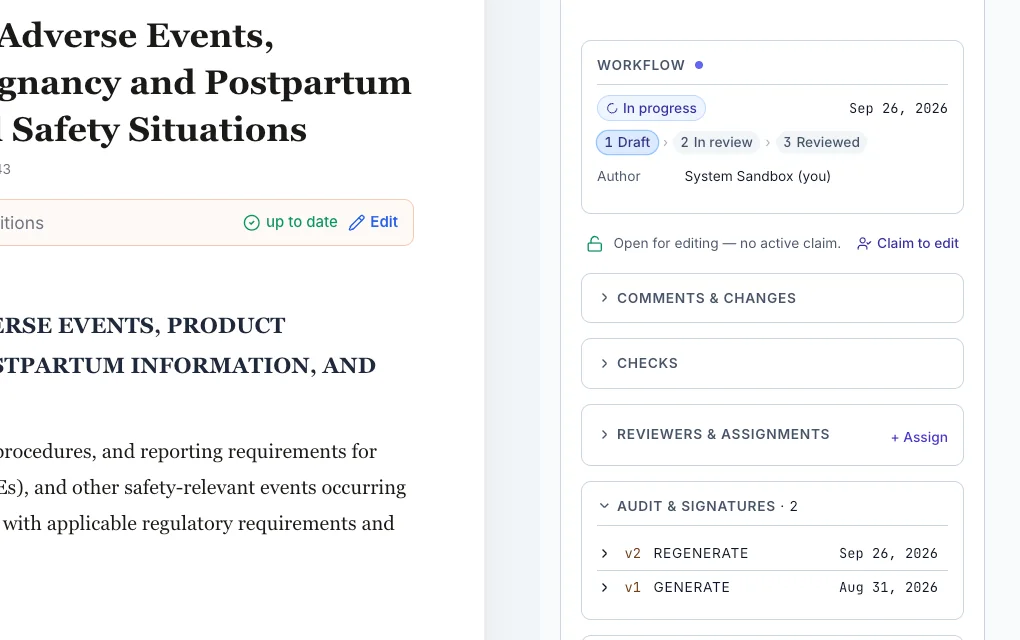 Adverse Events,
gnancy and Postpartum
Safety Situations
43
itions
up to date
Edit
ERSE EVENTS, PRODUCT
STPARTUM INFORMATION, AND
procedures, and reporting requirements for
Es), and other safety-relevant events occurring
with applicable regulatory requirements and
WORKFLOW
In progress
Sep 26, 2026
1 Draft › 2 In review › 3 Reviewed
Author System Sandbox (you)
Open for editing — no active claim.
Claim to edit
COMMENTS & CHANGES
CHECKS
REVIEWERS & ASSIGNMENTS
+ Assign
AUDIT & SIGNATURES · 2
v2 REGENERATE Sep 26, 2026
v1 GENERATE Aug 31, 2026